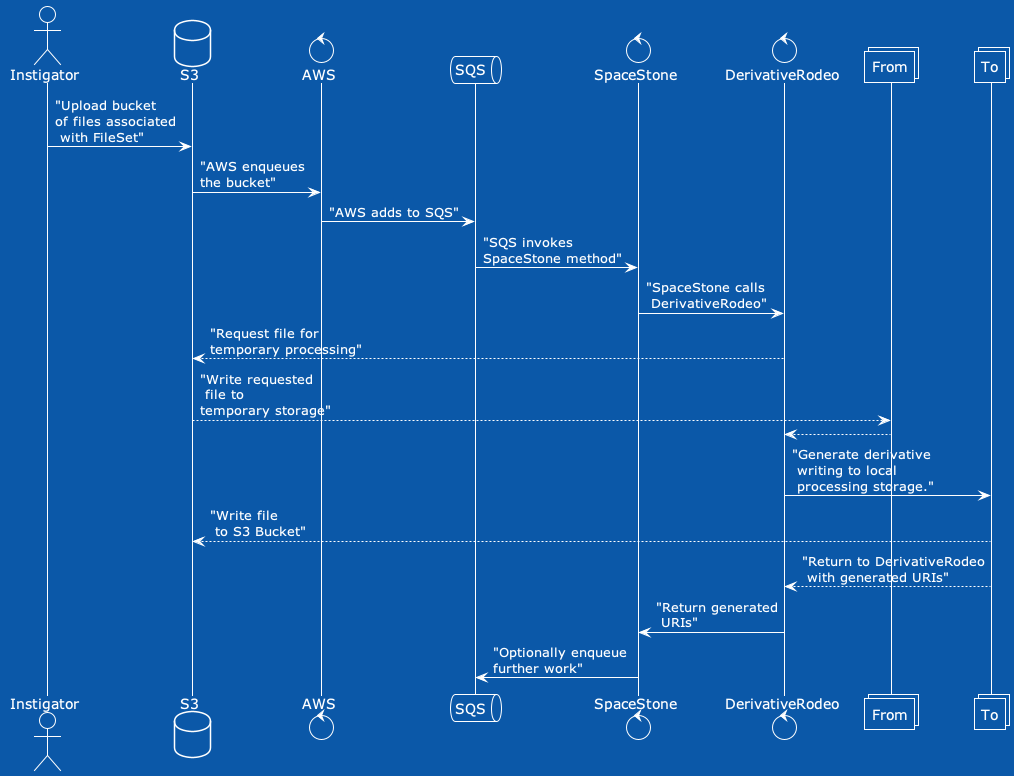 Instigator
S3
AWS
SQS
SpaceStone
DerivativeRodeo
From
To
"Upload bucket
of files associated
with FileSet"
"AWS enqueues
the bucket"
"AWS adds to SQS"
"SQS invokes
SpaceStone method"
"SpaceStone calls
DerivativeRodeo"
"Request file for
temporary processing"
"Write requested
file to
temporary storage"
"Generate derivative
writing to local
processing storage."
"Write file
to S3 Bucket"
"Return to DerivativeRodeo
with generated URIs"
"Return generated
URIs"
"Optionally enqueue
further work"
Instigator
S3
AWS
SQS
SpaceStone
DerivativeRodeo
From
To